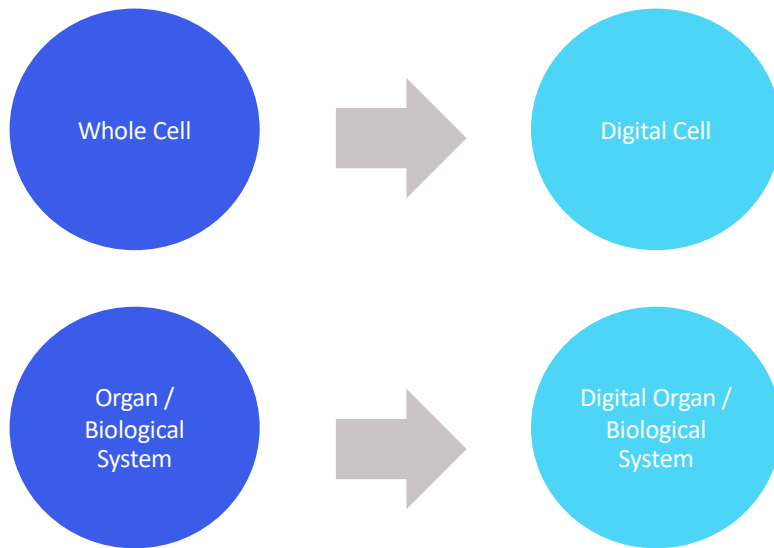 Whole Cell
Digital Cell
Organ /
Biological
System
Digital Organ /
Biological
System